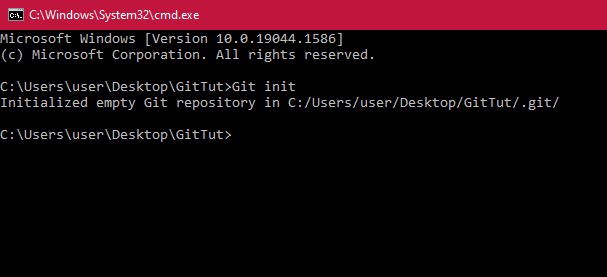 C:\Windows\System32\cmd.exe
Microsoft Windows [Version 10.0.19044.1586]
(c) Microsoft Corporation. All rights reserved.
C:\Users\user\Desktop\GitTut>Git init
Initialized empty Git repository in C:/Users/user/Desktop/GitTut/.git/
C:\Users\user\Desktop\GitTut>